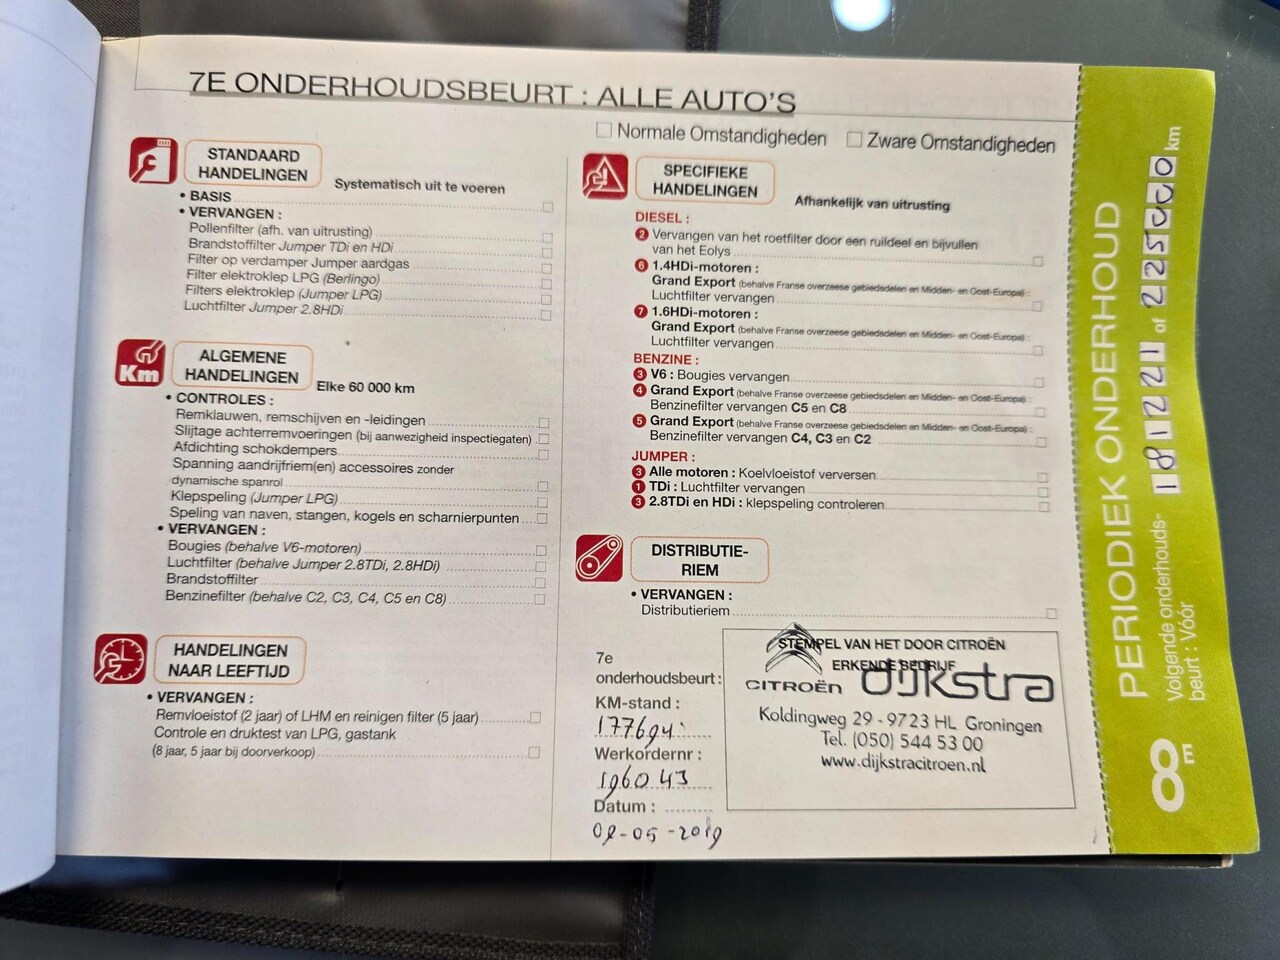 7E ONDERHOUDSBEURT : ALLE AUTO'S
Normale Omstandigheden
Zware Omstandigheden
STANDAARD
HANDELINGEN
Systematisch uit te voeren
• BASIS
• VERVANGEN :
Pollenfilter (afh. van uitrusting)
Brandstoffilter Jumper TDi en HDi
Filter op verdamper Jumper aardgas
Filter elektroklep LPG (Berlingo)
Filters elektroklep (Jumper LPG)
Luchtfilter Jumper 2.8HDi
Km
ALGEMENE
HANDELINGEN
Elke 60 000 km
• CONTROLES :
Remklauwen, remschijven en -leidingen
Slijtage achterremvoeringen (bij aanwezigheid inspectiegaten)
Afdichting schokdempers
Spanning aandrijfriem(en) accessoires zonder
dynamische spanrol
Klepspeling (Jumper LPG)
Speling van naven, stangen, kogels en scharnierpunten
• VERVANGEN :
Bougies (behalve V6-motoren)
Luchtfilter (behalve Jumper 2.8TDi, 2.8HDi)
Brandstoffilter
Benzinefilter (behalve C2, C3, C4, C5 en C8)
HANDELINGEN
NAAR LEEFTIJD
• VERVANGEN :
Remvloeistof (2 jaar) of LHM en reinigen filter (5 jaar)
Controle en druktest van LPG, gastank
(8 jaar, 5 jaar bij doorverkoop)
SPECIFIEKE
HANDELINGEN
Afhankelijk van uitrusting
DIESEL :
2 Vervangen van het roetfilter door een ruildeel en bijvullen
van het Eolys
6 1.4HDi-motoren :
Grand Export (behalve Franse overzeese gebiedsdelen en Midden- en Oost-Europa) :
Luchtfilter vervangen
7 1.6HDi-motoren :
Grand Export (behalve Franse overzeese gebiedsdelen en Midden- en Oost-Europa) :
Luchtfilter vervangen
BENZINE :
3 V6 : Bougies vervangen
4 Grand Export (behalve Franse overzeese gebiedsdelen en Midden- en Oost-Europa) :
Benzinefilter vervangen C5 en C8
5 Grand Export (behalve Franse overzeese gebiedsdelen en Midden- en Oost-Europa) :
Benzinefilter vervangen C4, C3 en C2
JUMPER :
3 Alle motoren : Koelvloeistof verversen
1 TDi : Luchtfilter vervangen
3 2.8TDi en HDi : klepspeling controleren
DISTRIBUTIE-
RIEM
• VERVANGEN :
Distributieriem
7e
onderhoudsbeurt :
KM-stand :
177694
Werkordernr :
196043
Datum :
09-05-2019
STEMPEL VAN HET DOOR CITROËN
ERKENDE BEDRIJF
CITROËN dijkstra
Koldingweg 29 - 9723 HL Groningen
Tel. (050) 544 53 00
www.dijkstracitroen.nl
8E
PERIODIEK ONDERHOUD
Volgende onderhouds-
beurt : Vóór
181221 of 225000 km